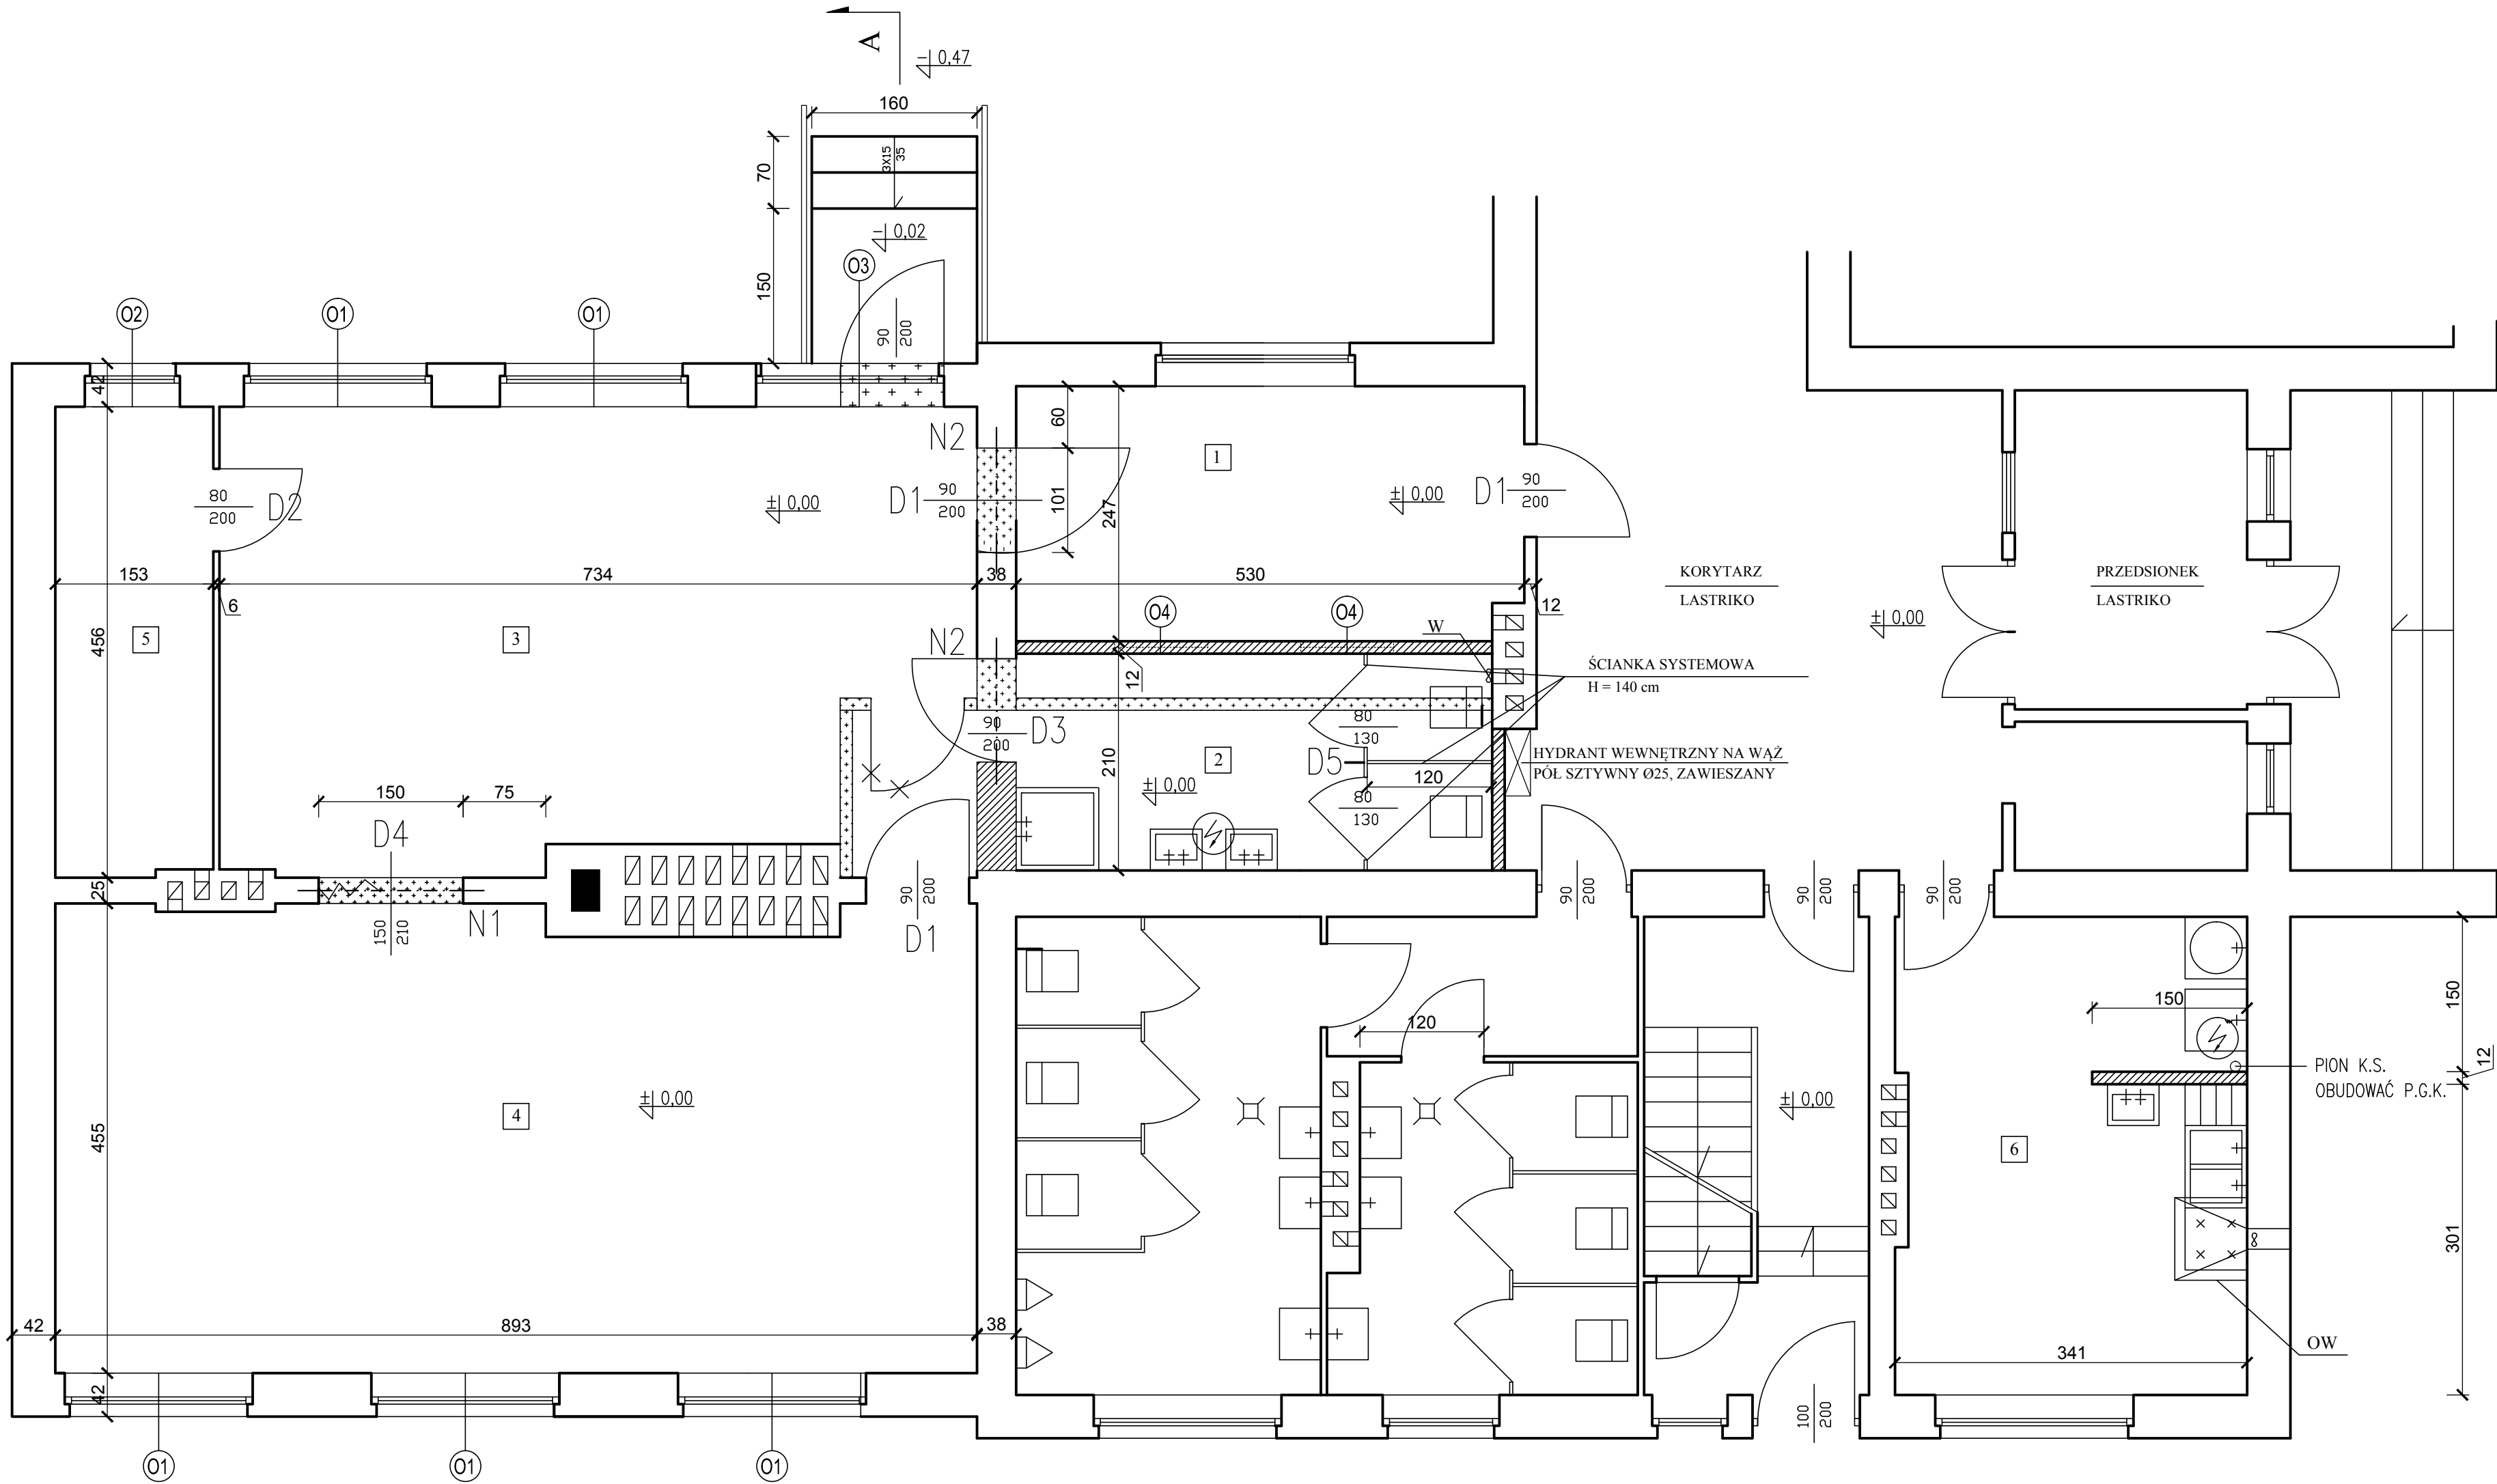 A
- 0,47
160
70
3X15
35
- 0,02
150
O3
90
200
O2
O1
O1
42
N2
60
1
D1
90
200
101
247
± 0,00
D1
90
200
80
200
D2
± 0,00
153
734
38
530
12
6
KORYTARZ
LASTRIKO
PRZEDSIONEK
LASTRIKO
± 0,00
5
3
456
N2
O4
O4
W
12
ŚCIANKA SYSTEMOWA
H = 140 cm
90
200
D3
80
130
2
D5
210
± 0,00
120
80
130
HYDRANT WEWNĘTRZNY NA WĄŻ
PÓŁ SZTYWNY Ø25, ZAWIESZANY
150
75
D4
25
150
210
N1
90
200
D1
90
200
90
200
90
200
150
150
120
12
PION K.S.
OBUDOWAĆ P.G.K.
4
± 0,00
± 0,00
455
6
301
42
893
38
341
OW
42
100
200
O1
O1
O1